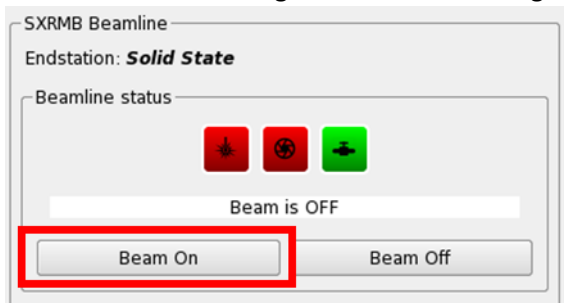 SXRMB Beamline
Endstation: Solid State
Beamline status
Beam is OFF
Beam On
Beam Off